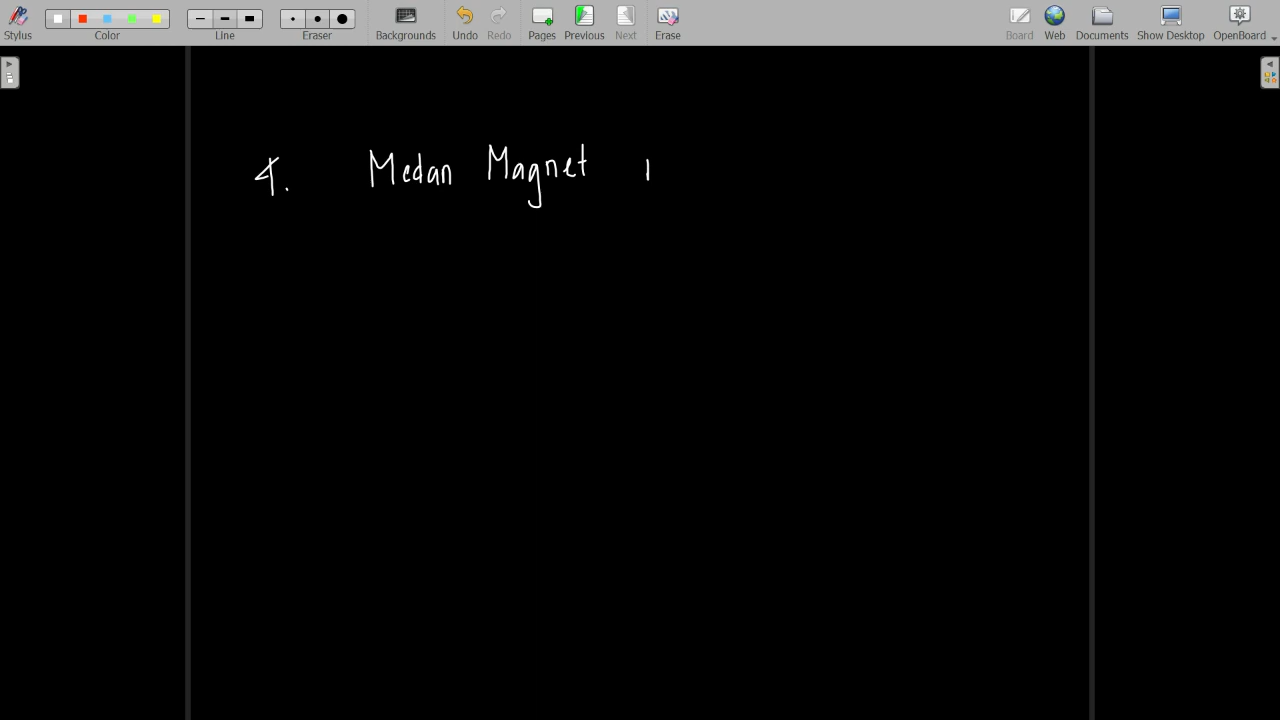 Stylus Color Line Eraser Backgrounds Undo Redo Pages Previous Next Erase Board Web Documents Show Desktop OpenBoard
4. Medan Magnet